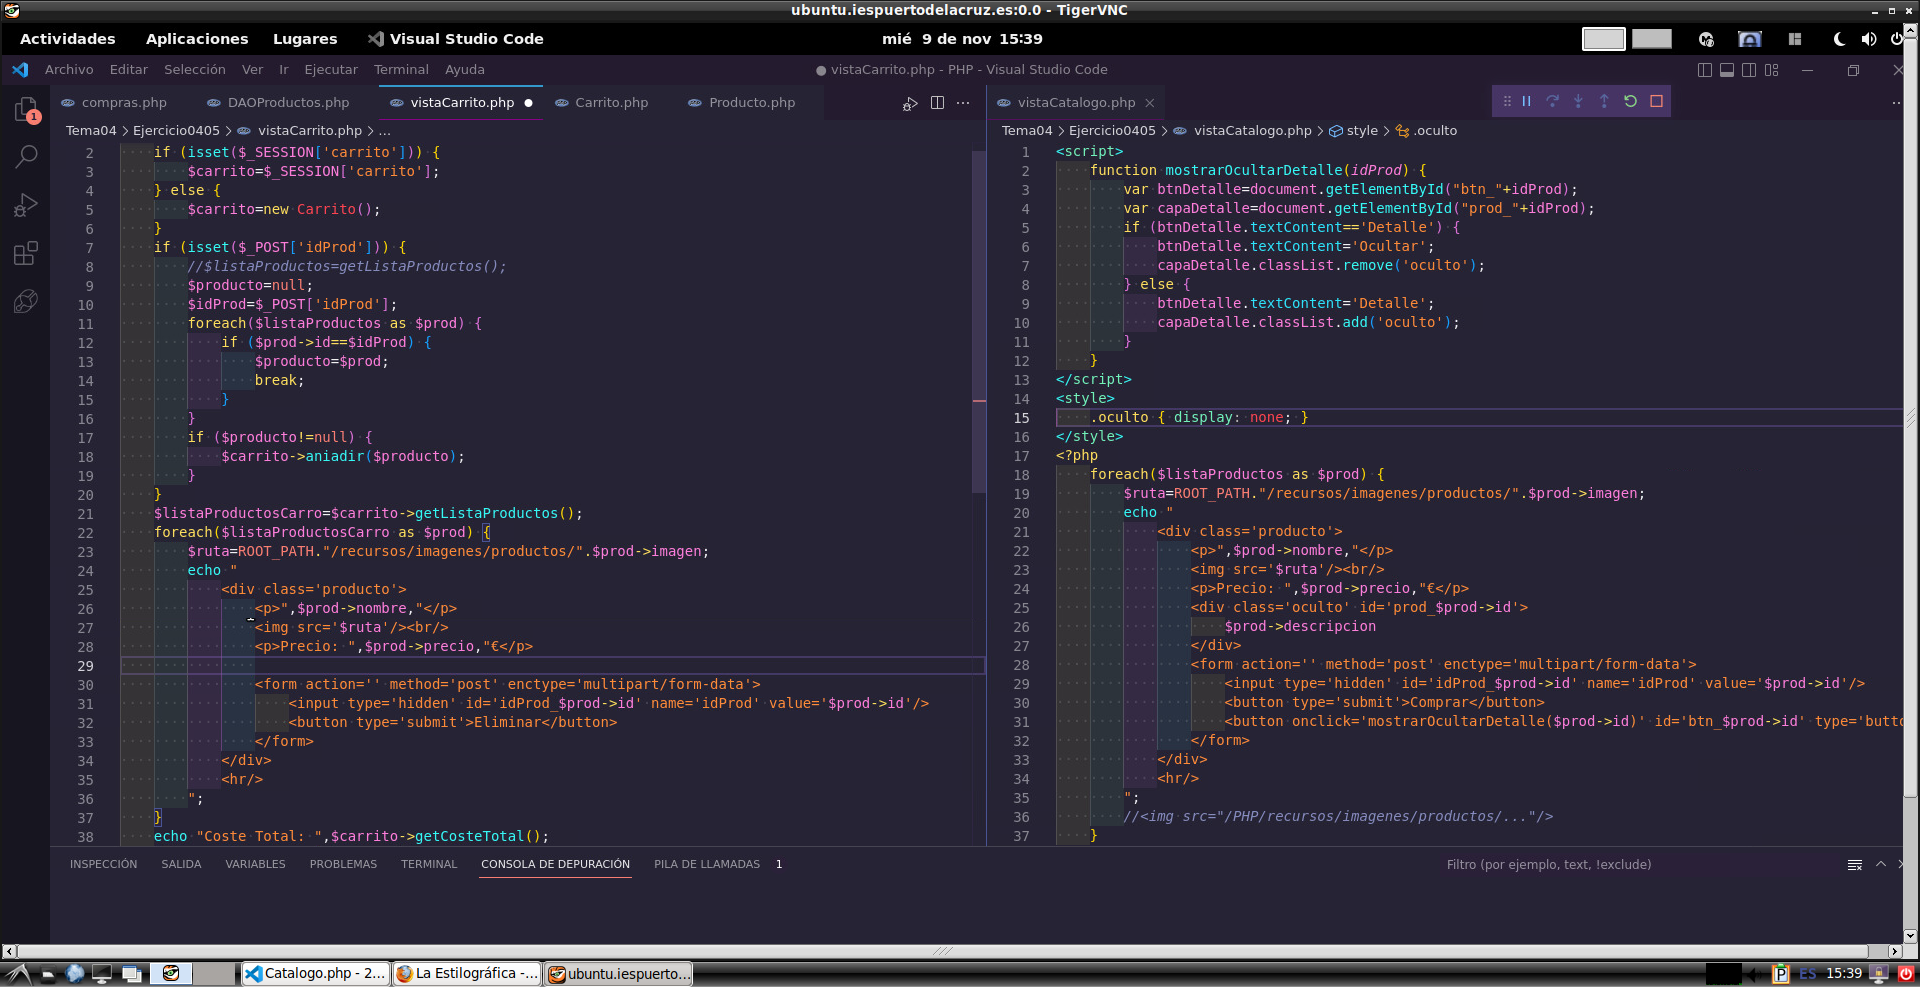 ubuntu.iespuertodelacruz.es:0.0 - TigerVNC
Actividades Aplicaciones Lugares Visual Studio Code mié 9 de nov 15:39
Archivo Editar Selección Ver Ir Ejecutar Terminal Ayuda vistaCarrito.php - PHP - Visual Studio Code
compras.php DAOProductos.php vistaCarrito.php Carrito.php Producto.php
Tema04 > Ejercicio0405 > vistaCarrito.php > ...
1
2 if (isset($_SESSION['carrito'])) {
3 $carrito=$_SESSION['carrito'];
4 } else {
5 $carrito=new Carrito();
6 }
7 if (isset($_POST['idProd'])) {
8 //$listaProductos=getListaProductos();
9 $producto=null;
10 $idProd=$_POST['idProd'];
11 foreach($listaProductos as $prod) {
12 if ($prod->id==$idProd) {
13 $producto=$prod;
14 break;
15 }
16 }
17 if ($producto!=null) {
18 $carrito->aniadir($producto);
19 }
20 }
21 $listaProductosCarro=$carrito->getListaProductos();
22 foreach($listaProductosCarro as $prod) {
23 $ruta=ROOT_PATH."/recursos/imagenes/productos/".$prod->imagen;
24 echo "
25 <div class='producto'>
26 <p>",$prod->nombre,"</p>
27 <img src='$ruta'/><br/>
28 <p>Precio: ",$prod->precio,"€</p>
29
30 <form action='' method='post' enctype='multipart/form-data'>
31 <input type='hidden' id='idProd_$prod->id' name='idProd' value='$prod->id'/>
32 <button type='submit'>Eliminar</button>
33 </form>
34 </div>
35 <hr/>
36 ";
37 }
38 echo "Coste Total: ",$carrito->getCosteTotal();
vistaCatalogo.php
Tema04 > Ejercicio0405 > vistaCatalogo.php > style > .oculto
1 <script>
2 function mostrarOcultarDetalle(idProd) {
3 var btnDetalle=document.getElementById("btn_"+idProd);
4 var capaDetalle=document.getElementById("prod_"+idProd);
5 if (btnDetalle.textContent=='Detalle') {
6 btnDetalle.textContent='Ocultar';
7 capaDetalle.classList.remove('oculto');
8 } else {
9 btnDetalle.textContent='Detalle';
10 capaDetalle.classList.add('oculto');
11 }
12 }
13 </script>
14 <style>
15 .oculto { display: none; }
16 </style>
17 <?php
18 foreach($listaProductos as $prod) {
19 $ruta=ROOT_PATH."/recursos/imagenes/productos/".$prod->imagen;
20 echo "
21 <div class='producto'>
22 <p>",$prod->nombre,"</p>
23 <img src='$ruta'/><br/>
24 <p>Precio: ",$prod->precio,"€</p>
25 <div class='oculto' id='prod_$prod->id'>
26 $prod->descripcion
27 </div>
28 <form action='' method='post' enctype='multipart/form-data'>
29 <input type='hidden' id='idProd_$prod->id' name='idProd' value='$prod->id'/>
30 <button type='submit'>Comprar</button>
31 <button onclick='mostrarOcultarDetalle($prod->id)' id='btn_$prod->id' type='butto
32 </form>
33 </div>
34 <hr/>
35 ";
36 //<img src="/PHP/recursos/imagenes/productos/..."/>
37 }
INSPECCIÓN SALIDA VARIABLES PROBLEMAS TERMINAL CONSOLA DE DEPURACIÓN PILA DE LLAMADAS 1 Filtro (por ejemplo, text, !exclude)
Catalogo.php - 2... La Estilográfica -... ubuntu.iespuerto... P ES 15:39